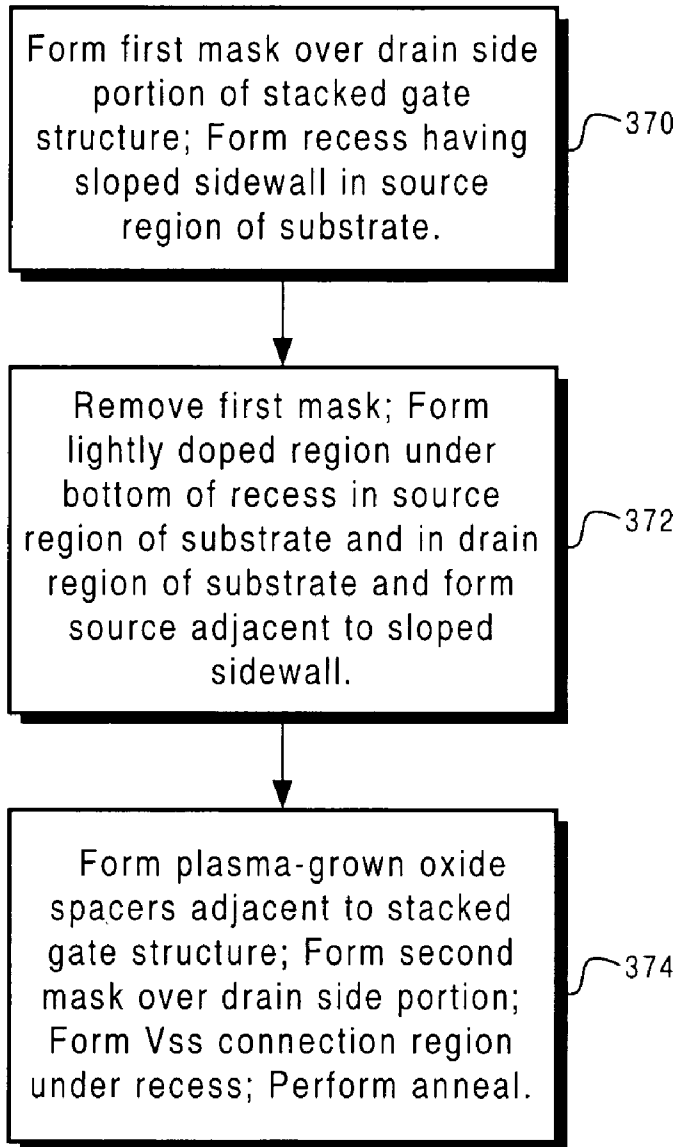 Form first mask over drain side
portion of stacked gate
structure; Form recess having
sloped sidewall in source
region of substrate.
370
Remove first mask; Form
lightly doped region under
bottom of recess in source
region of substrate and in drain
region of substrate and form
source adjacent to sloped
sidewall.
372
Form plasma-grown oxide
spacers adjacent to stacked
gate structure; Form second
mask over drain side portion;
Form Vss connection region
under recess; Perform anneal.
374